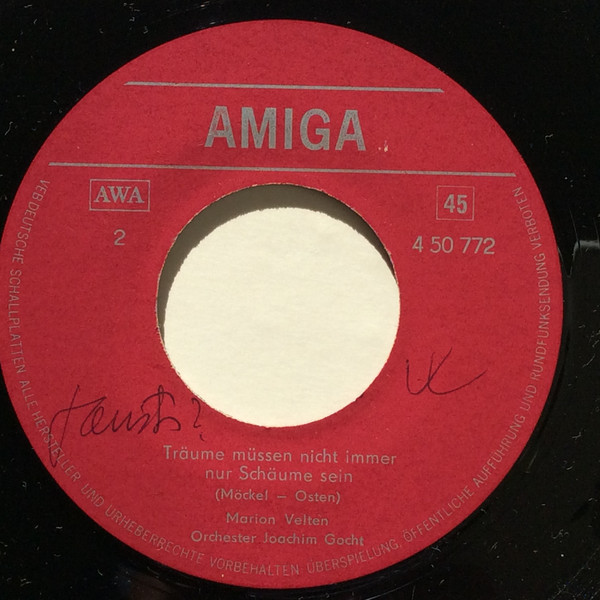 AMIGA
AWA
45
2
4 50 772
Träume müssen nicht immer
nur Schäume sein
(Möckel – Osten)
Marion Velten
Orchester Joachim Gocht
VEB DEUTSCHE SCHALLPLATTEN ALLE HERSTELLER- UND URHEBERRECHTE VORBEHALTEN ÜBERSPIELUNG, ÖFFENTLICHE AUFFÜHRUNG UND RUNDFUNKSENDUNG VERBOTEN